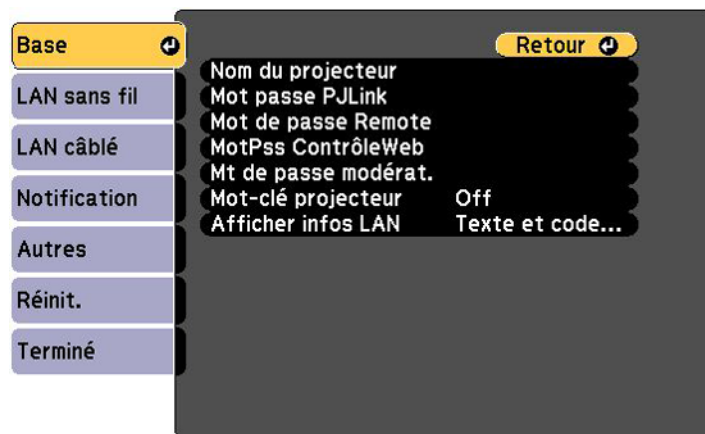 Base
LAN sans fil
LAN câblé
Notification
Autres
Réinit.
Terminé
Retour
Nom du projecteur
Mot passe PJLink
Mot de passe Remote
MotPss ContrôleWeb
Mt de passe modérat.
Mot-clé projecteur Off
Afficher infos LAN Texte et code...